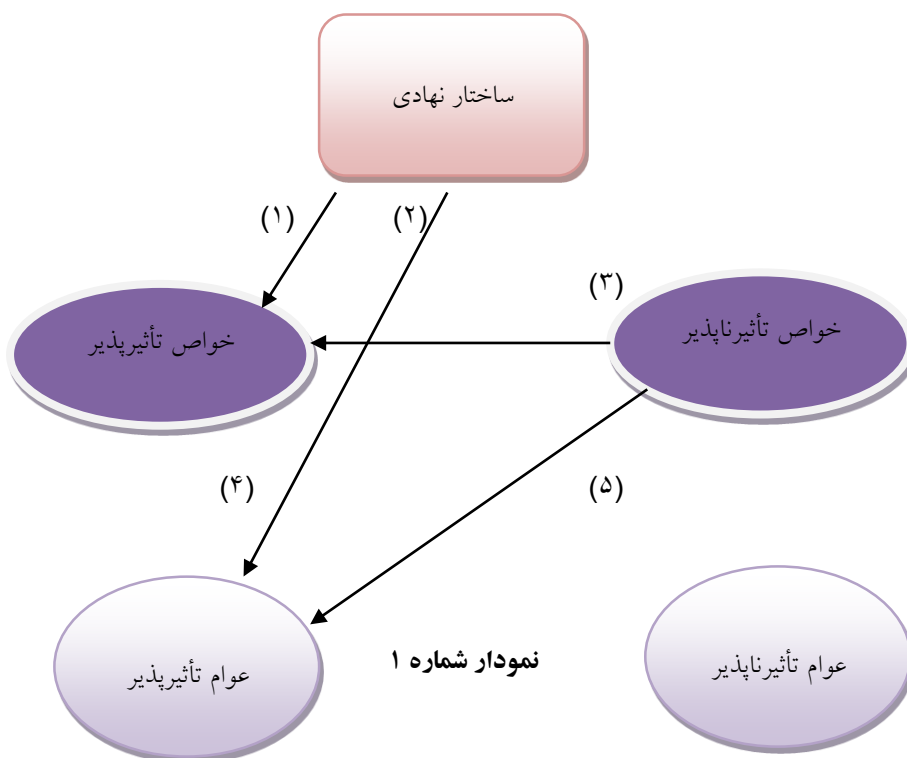 ساختار نهادی
(۱)
(۲)
(۳)
خواص تأثیرناپذیر
خواص تأثیرپذیر
(۴)
(۵)
نمودار شماره ۱
عوام تأثیرناپذیر
عوام تأثیرپذیر